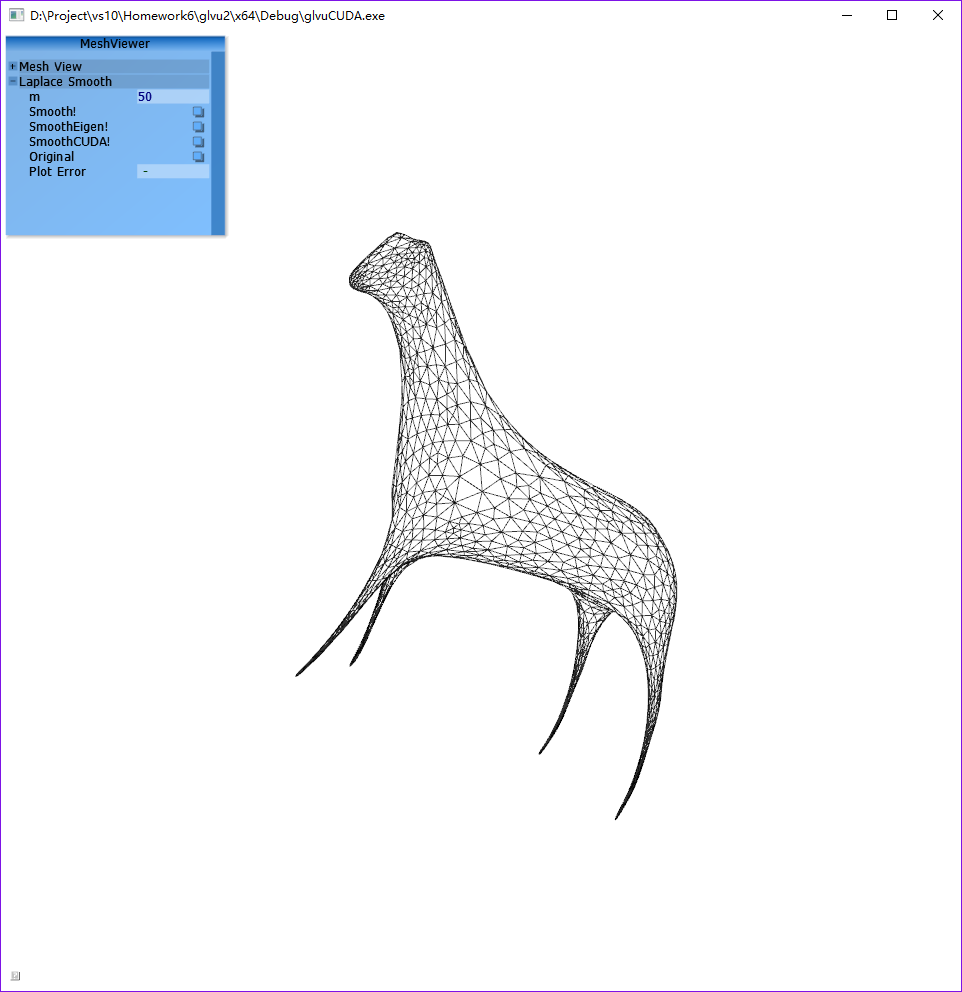 D:\Project\vs10\Homework6\glvu2\x64\Debug\glvuCUDA.exe
MeshViewer
Mesh View
Laplace Smooth
m 50
Smooth!
SmoothEigen!
SmoothCUDA!
Original
Plot Error -